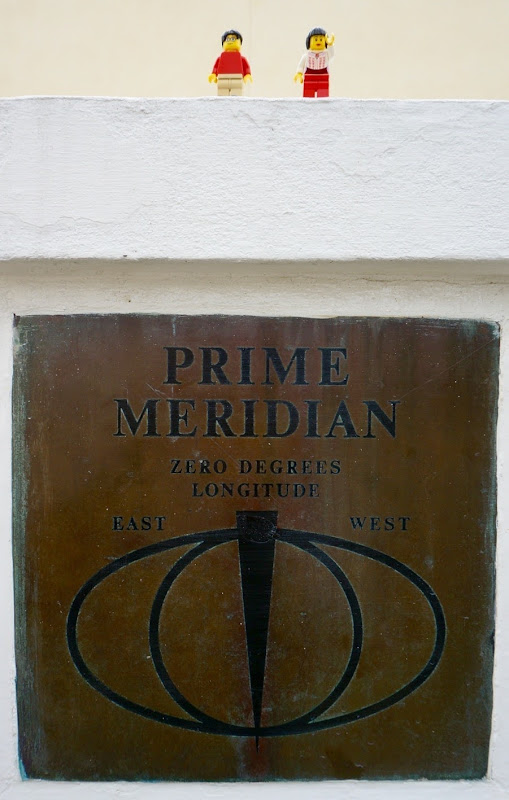 PRIME
MERIDIAN
ZERO DEGREES
LONGITUDE
EAST WEST